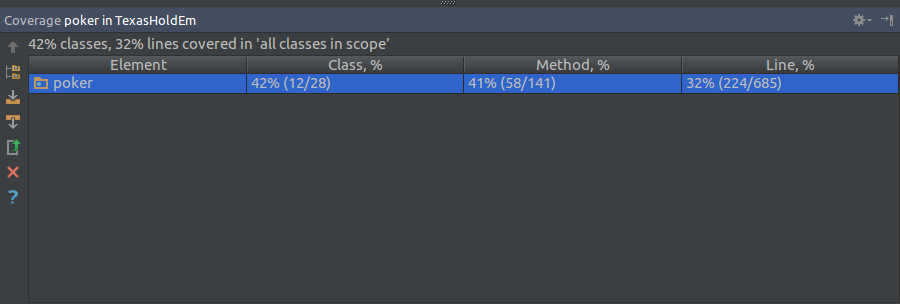 Coverage poker in TexasHoldEm
42% classes, 32% lines covered in 'all classes in scope'
Element Class, % Method, % Line, %
poker 42% (12/28) 41% (58/141) 32% (224/685)
?